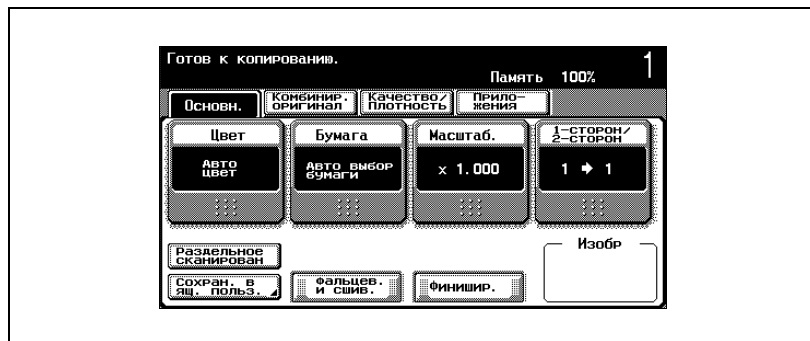 Готов к копированию.
Память 100% 1
Основн.
Комбинир.
оригинал
Качество/
плотность
Прило-
жения
Цвет
Авто
цвет
Бумага
Авто выбор
бумаги
Масштаб.
x 1.000
1-сторон/
2-сторон
1 → 1
Раздельное
сканирован
Сохран. в
ящ. польз.
Фальцев.
и сшив.
Финишир.
Изобр